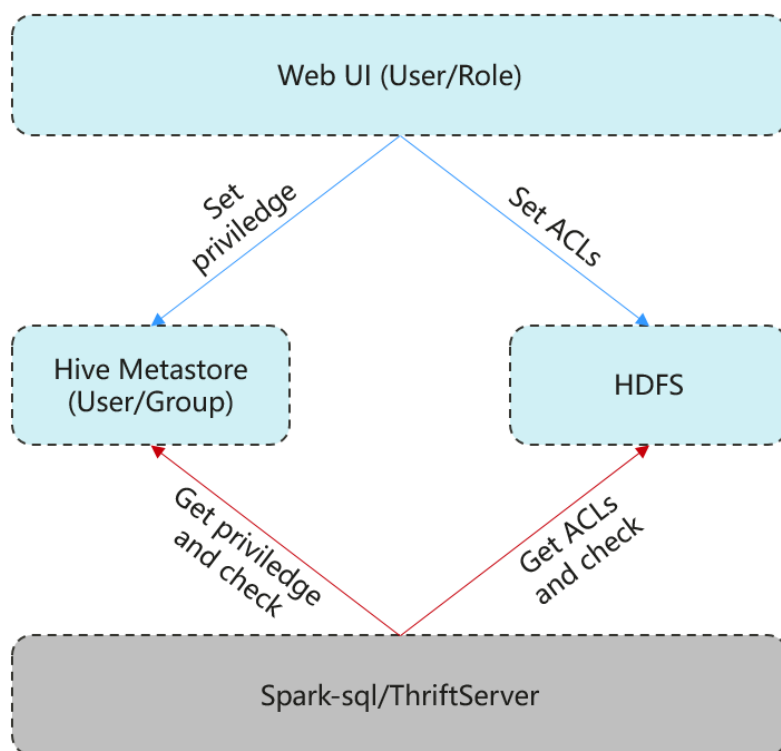 Web UI (User/Role)
Set
priviledge
Set ACLs
Hive Metastore
(User/Group)
HDFS
Get priviledge
and check
Get ACLs
and check
Spark-sql/ThriftServer